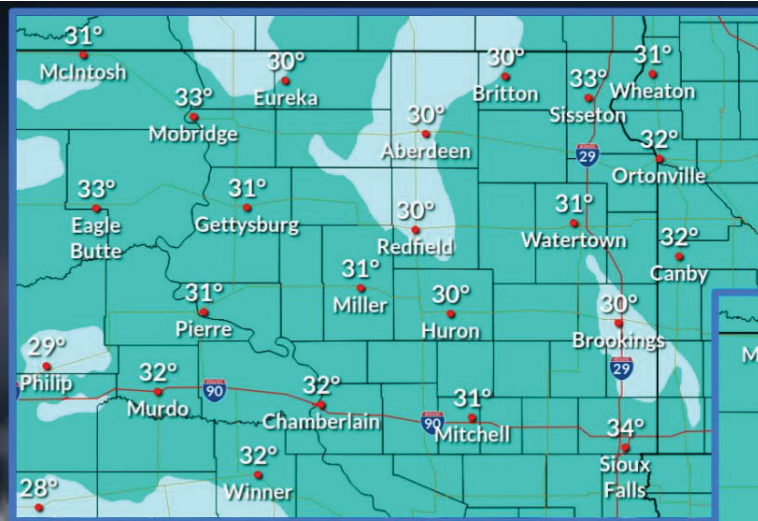 31°
McIntosh
30°
Eureka
30°
Britton
33°
Sisseton
31°
Wheaton
33°
Mobridge
30°
Aberdeen
29
32°
Ortonville
33°
Eagle
Butte
31°
Gettysburg
30°
Redfield
31°
Watertown
32°
Canby
31°
Pierre
31°
Miller
30°
Huron
30°
Brookings
29°
Philip
32°
Murdo
90
32°
Chamberlain
90
31°
Mitchell
29
34°
Sioux
Falls
32°
Winner
28°
M